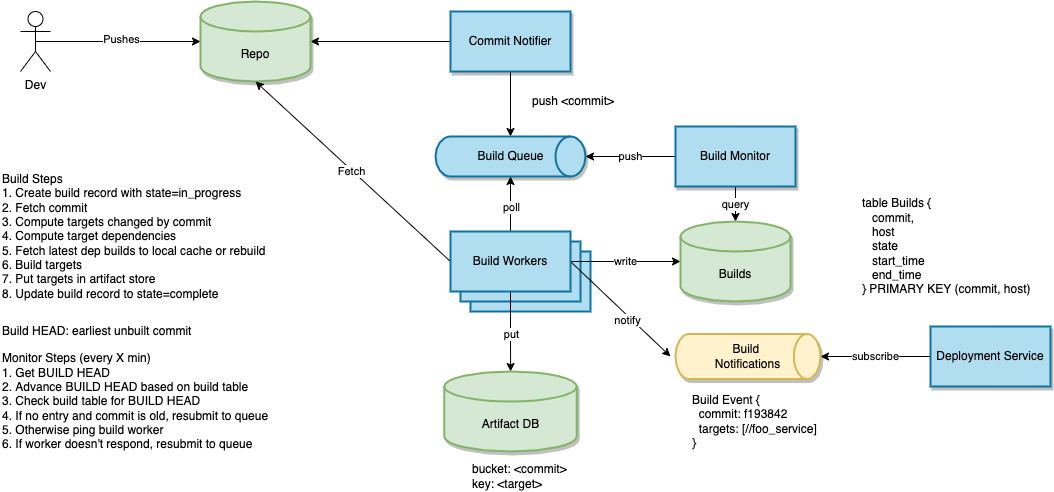 Dev
Pushes
Repo
Commit Notifier
push <commit>
Build Queue
push
Build Monitor
Fetch
poll
query
Build Workers
write
Builds
notify
put
Build
Notifications
subscribe
Deployment Service
Artifact DB
bucket: <commit>
key: <target>
Build Steps
1. Create build record with state=in_progress
2. Fetch commit
3. Compute targets changed by commit
4. Compute target dependencies
5. Fetch latest dep builds to local cache or rebuild
6. Build targets
7. Put targets in artifact store
8. Update build record to state=complete
Build HEAD: earliest unbuilt commit
Monitor Steps (every X min)
1. Get BUILD HEAD
2. Advance BUILD HEAD based on build table
3. Check build table for BUILD HEAD
4. If no entry and commit is old, resubmit to queue
5. Otherwise ping build worker
6. If worker doesn't respond, resubmit to queue
table Builds {
commit,
host
state
start_time
end_time
} PRIMARY KEY (commit, host)
Build Event {
commit: f193842
targets: [//foo_service]
}